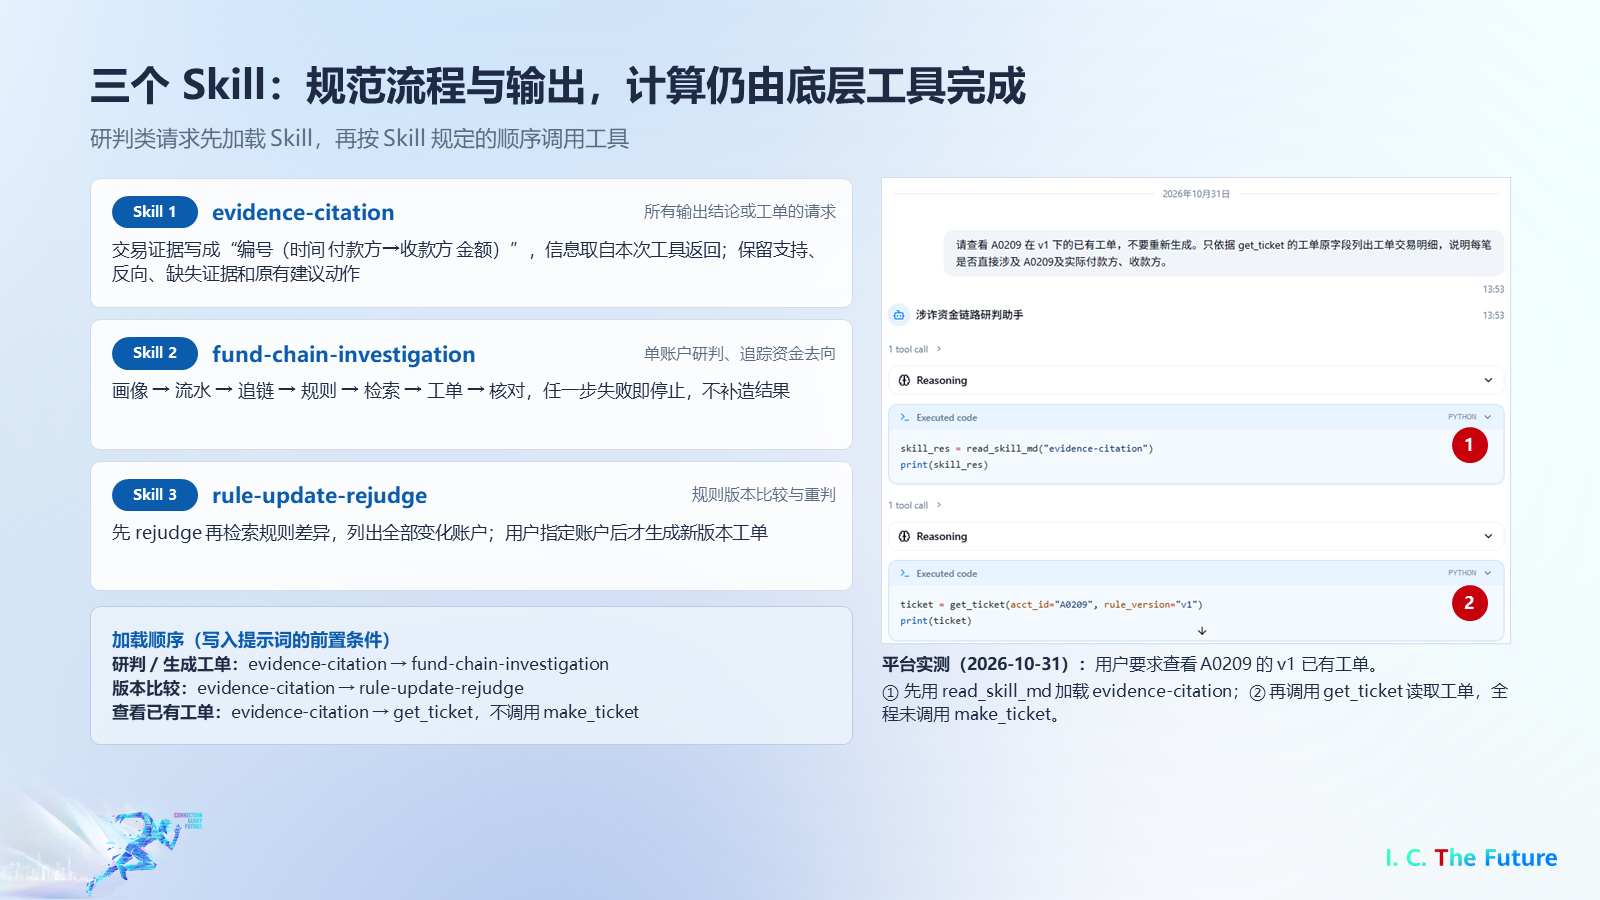 三个 Skill：规范流程与输出，计算仍由底层工具完成
研判类请求先加载 Skill，再按 Skill 规定的顺序调用工具
Skill 1
evidence-citation
所有输出结论或工单的请求
交易证据写成“编号（时间 付款方→收款方 金额）”，信息取自本次工具返回；保留支持、
反向、缺失证据和原有建议动作
Skill 2
fund-chain-investigation
单账户研判、追踪资金去向
画像 → 流水 → 追链 → 规则 → 检索 → 工单 → 核对，任一步失败即停止，不补造结果
Skill 3
rule-update-rejudge
规则版本比较与重判
先 rejudge 再检索规则差异，列出全部变化账户；用户指定账户后才生成新版本工单
加载顺序（写入提示词的前置条件）
研判 / 生成工单：evidence-citation → fund-chain-investigation
版本比较：evidence-citation → rule-update-rejudge
查看已有工单：evidence-citation → get_ticket，不调用 make_ticket
2026年10月31日
请查看 A0209 在 v1 下的已有工单，不要重新生成。只依据 get_ticket 的工单原字段列出工单交易明细，说明每笔
是否直接涉及 A0209及实际付款方、收款方。
13:53
涉诈资金链路研判助手
13:53
1 tool call
Reasoning
Executed code
PYTHON
skill_res = read_skill_md("evidence-citation")
print(skill_res)
1
1 tool call
Reasoning
Executed code
PYTHON
ticket = get_ticket(acct_id="A0209", rule_version="v1")
print(ticket)
2
平台实测（2026-10-31）：用户要求查看 A0209 的 v1 已有工单。
① 先用 read_skill_md 加载 evidence-citation；② 再调用 get_ticket 读取工单，全
程未调用 make_ticket。
CONNECTION
GLORY
FUTURE
I. C. The Future